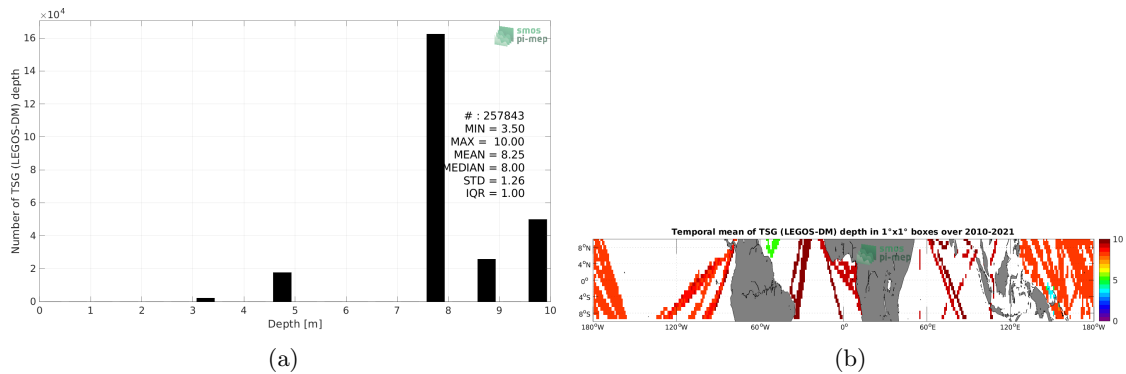 ×10⁴
16
14
12
10
8
6
4
2
0
Number of TSG (LEGOS-DM) depth
smos
pi-mep
# : 257843
MIN = 3.50
MAX = 10.00
MEAN = 8.25
MEDIAN = 8.00
STD = 1.26
IQR = 1.00
0 1 2 3 4 5 6 7 8 9 10
Depth [m]
(a)
Temporal mean of TSG (LEGOS-DM) depth in 1°x1° boxes over 2010-2021
smos
pi-mep
8°N
4°N
0°
4°S
8°S
180°W 120°W 60°W 0° 60°E 120°E 180°W
10
5
0
(b)